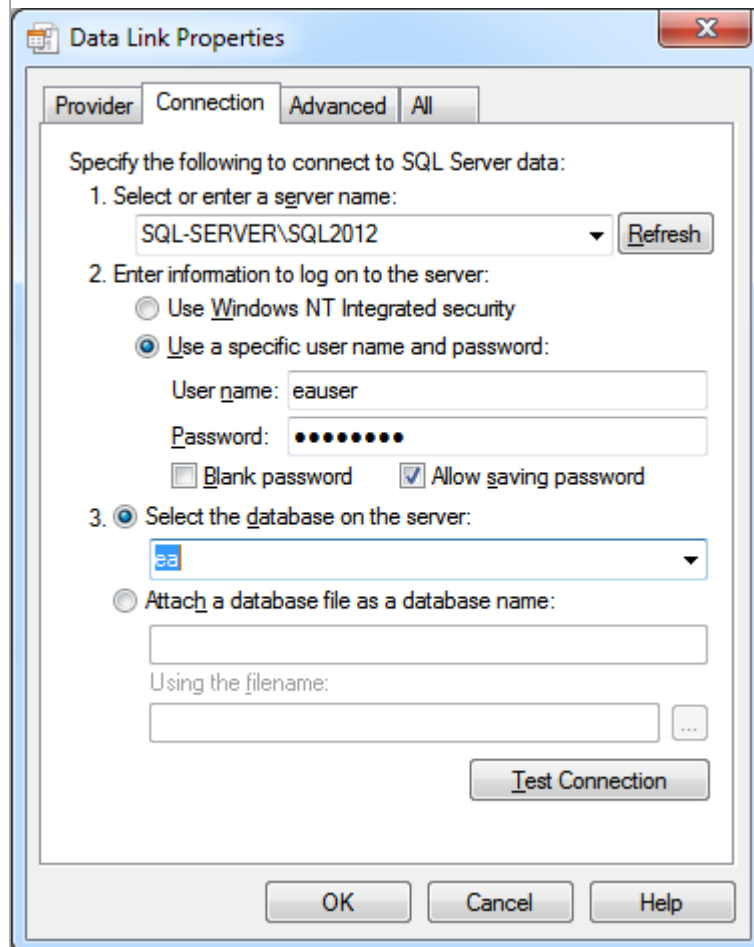 Data Link Properties
Provider Connection Advanced All
Specify the following to connect to SQL Server data:
1. Select or enter a server name:
SQL-SERVER\SQL2012 Refresh
2. Enter information to log on to the server:
Use Windows NT Integrated security
Use a specific user name and password:
User name: eauser
Password: ●●●●●●●●
Blank password Allow saving password
3. Select the database on the server:
ea
Attach a database file as a database name:
Using the filename:
...
Test Connection
OK Cancel Help